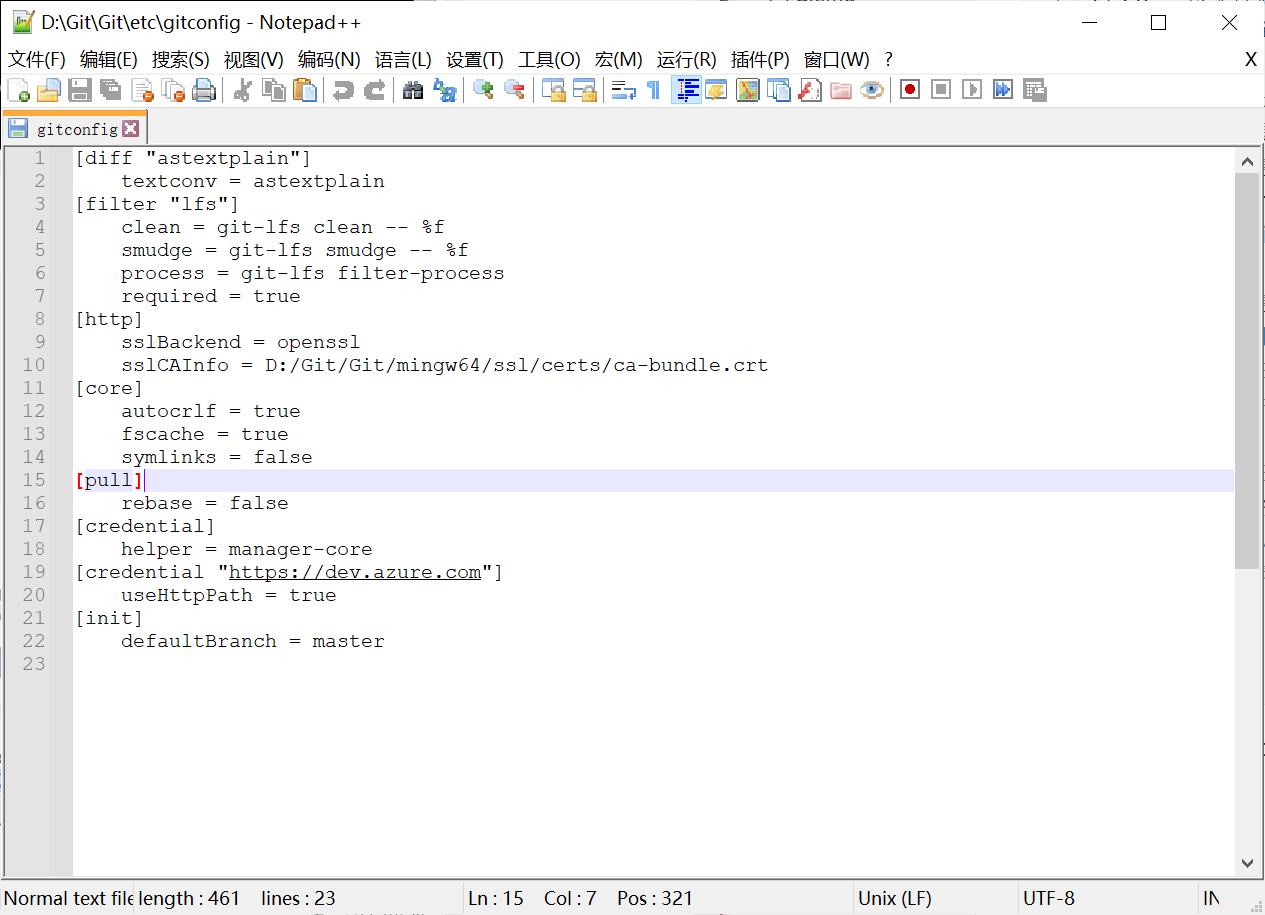 D:\Git\Git\etc\gitconfig - Notepad++
文件(F) 编辑(E) 搜索(S) 视图(V) 编码(N) 语言(L) 设置(T) 工具(O) 宏(M) 运行(R) 插件(P) 窗口(W) ? X
gitconfig
1 [diff "astextplain"]
2 textconv = astextplain
3 [filter "lfs"]
4 clean = git-lfs clean -- %f
5 smudge = git-lfs smudge -- %f
6 process = git-lfs filter-process
7 required = true
8 [http]
9 sslBackend = openssl
10 sslCAInfo = D:/Git/Git/mingw64/ssl/certs/ca-bundle.crt
11 [core]
12 autocrlf = true
13 fscache = true
14 symlinks = false
15 [pull]
16 rebase = false
17 [credential]
18 helper = manager-core
19 [credential "https://dev.azure.com"]
20 useHttpPath = true
21 [init]
22 defaultBranch = master
23
Normal text file length : 461 lines : 23 Ln : 15 Col : 7 Pos : 321 Unix (LF) UTF-8 IN